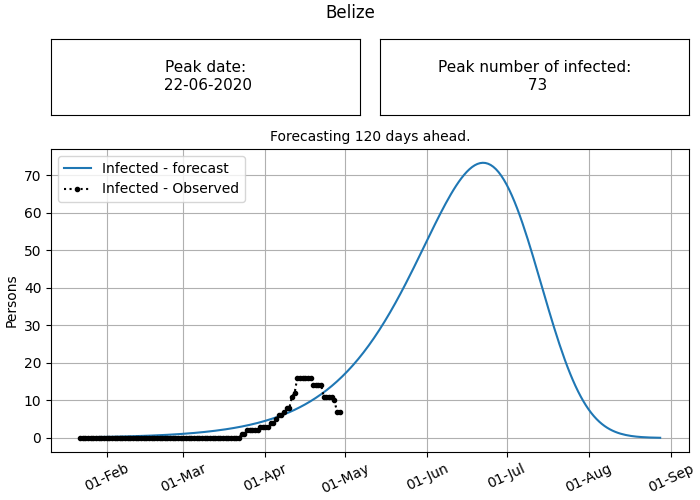 Belize
Peak date:
22-06-2020
Peak number of infected:
73
Forecasting 120 days ahead.
Infected - forecast
Infected - Observed
Persons
70
60
50
40
30
20
10
0
01-Feb
01-Mar
01-Apr
01-May
01-Jun
01-Jul
01-Aug
01-Sep